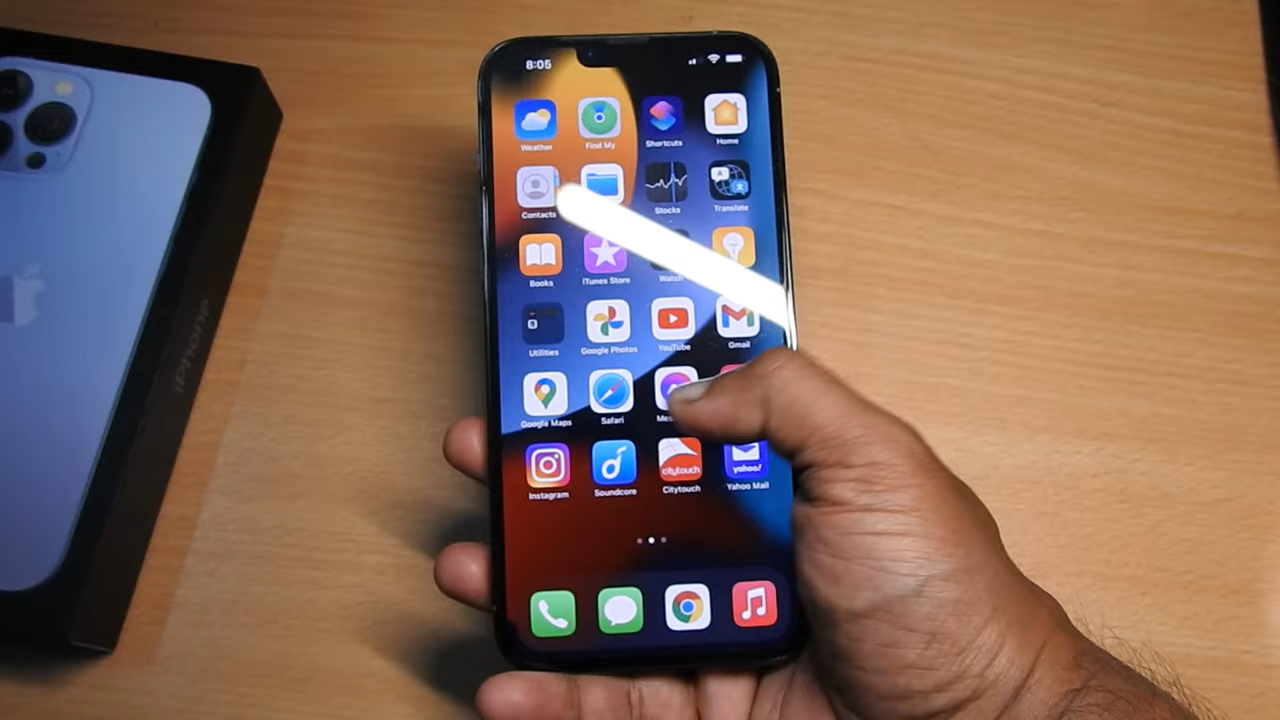 8:05
Weather Find My Shortcuts Home
Contacts Stocks Translate
Books iTunes Store Watch
Utilities Google Photos YouTube Gmail
Google Maps Safari
citytouch yahoo!
Instagram Soundcore Citytouch Yahoo Mail
iPhone